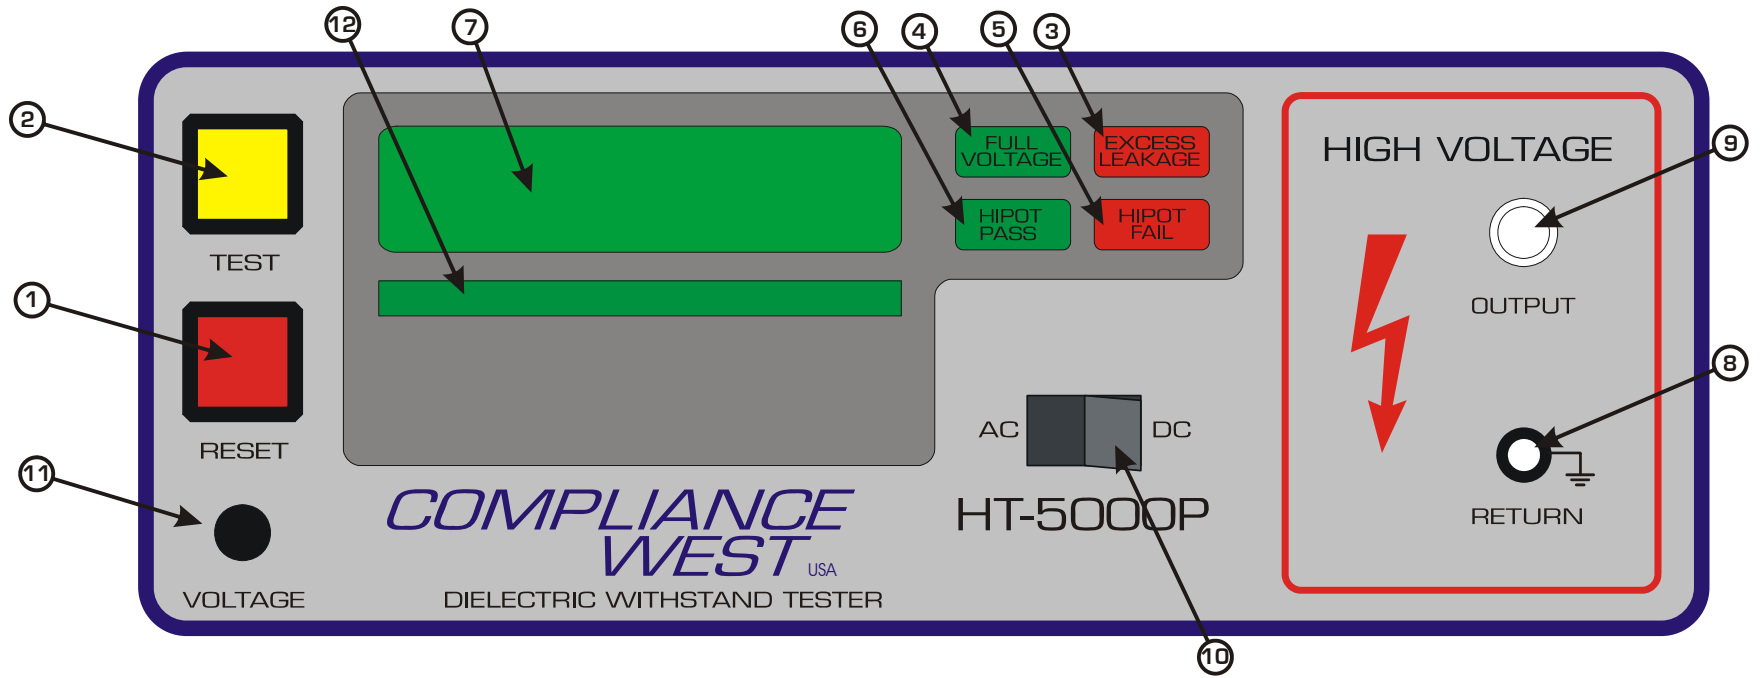 12
7
6
4
5
3
2
FULL
VOLTAGE
EXCESS
LEAKAGE
HIGH VOLTAGE
9
HIPOT
PASS
HIPOT
FAIL
TEST
1
OUTPUT
8
AC
DC
RESET
11
COMPLIANCE
WEST
USA
HT-5000P
RETURN
VOLTAGE
DIELECTRIC WITHSTAND TESTER
10